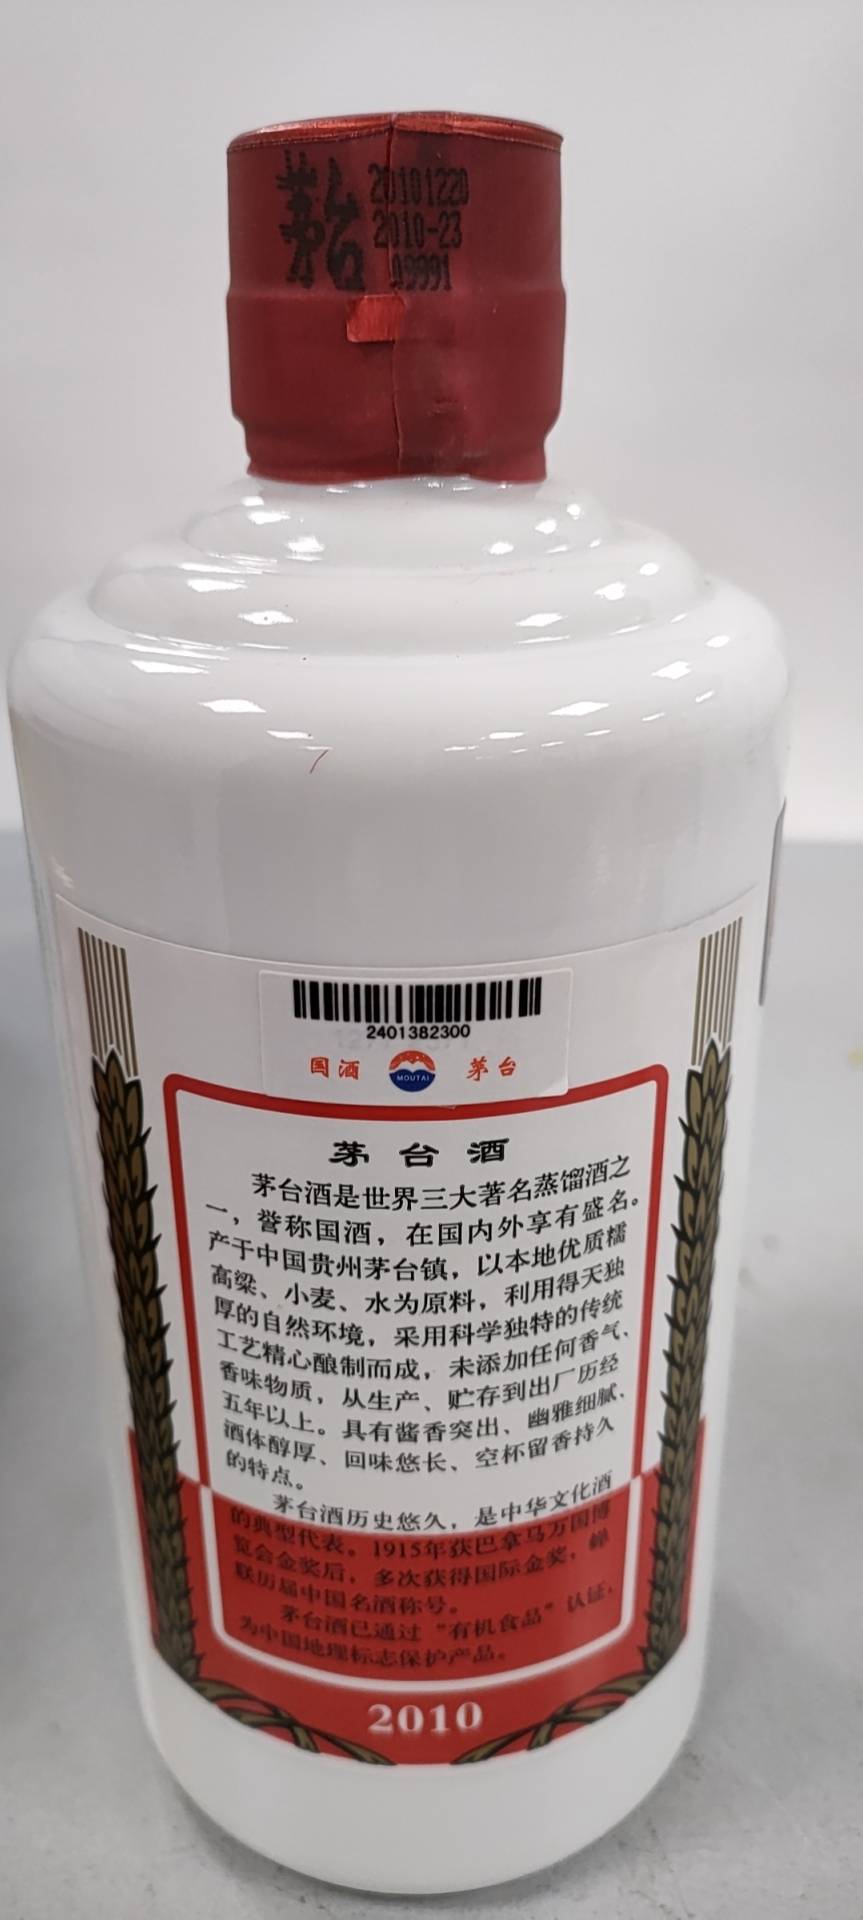 茅台
20101220
2010-23
09991
2401382300
国酒
MOUTAI
茅台
茅台酒
茅台酒是世界三大著名蒸馏酒之
一，誉称国酒，在国内外享有盛名。
产于中国贵州茅台镇，以本地优质糯
高粱、小麦、水为原料，利用得天独
厚的自然环境，采用科学独特的传统
工艺精心酿制而成，未添加任何香气、
香味物质，从生产、贮存到出厂历经
五年以上。具有酱香突出、幽雅细腻、
酒体醇厚、回味悠长、空杯留香持久
的特点。
茅台酒历史悠久，是中华文化酒
的典型代表。1915年获巴拿马万国博
览会金奖后，多次获得国际金奖，蝉
联历届中国名酒称号。
茅台酒已通过“有机食品”认证，
为中国地理标志保护产品。
2010